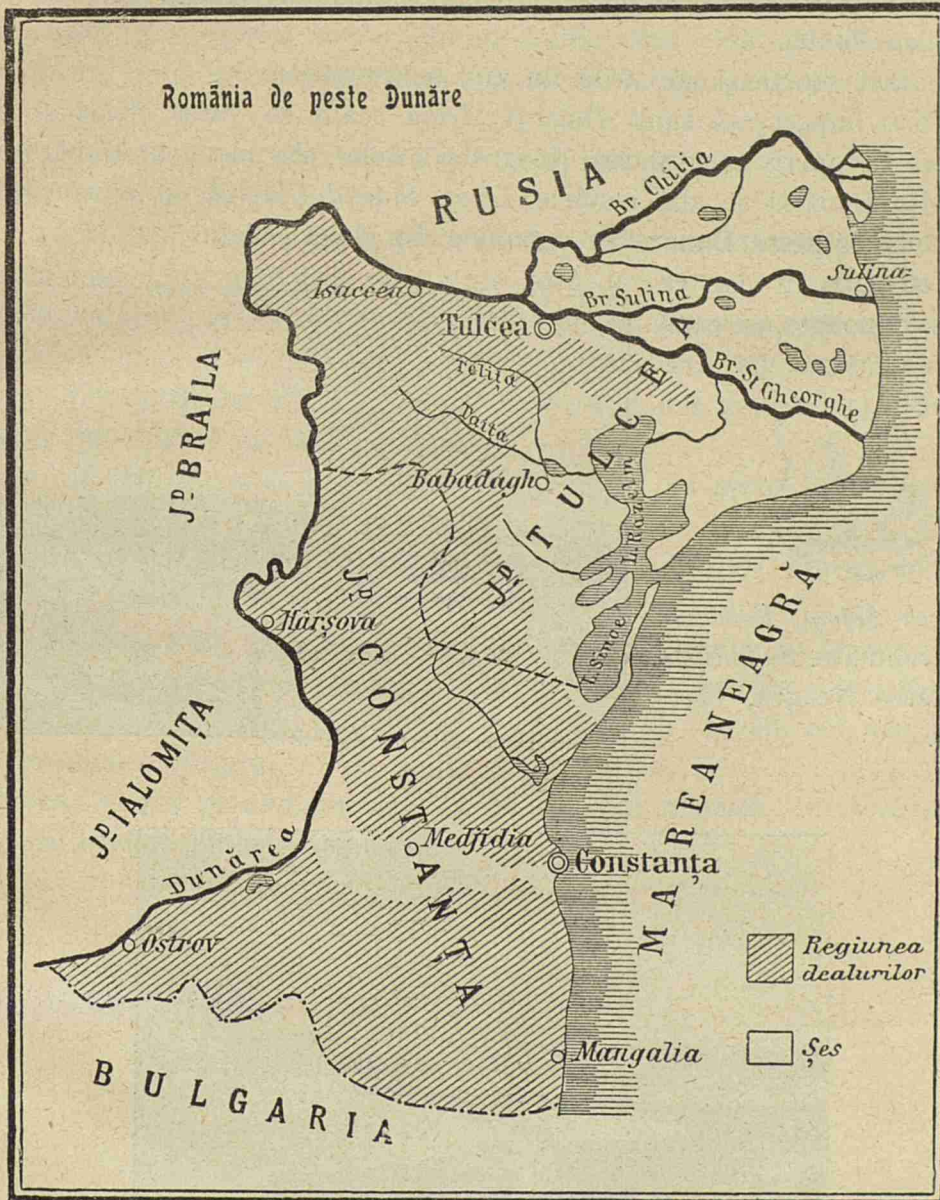 România de peste Dunăre
RUSIA
Br. Chilia
Sulina
Isaccea
Br Sulina
Tulcea
Br. Sț Gheorghe
Telița
Taita
JD BRAILA
Babadagh
L. Razelm
JD. TULCEA
Hârșova
L. Sinoe
JD. CONSTANȚA
JD IALOMIȚA
MAREA NEAGRĂ
Medjidia
Dunărea
Constanța
Ostrov
Regiunea
dealurilor
Mangalia
Șes
BULGARIA